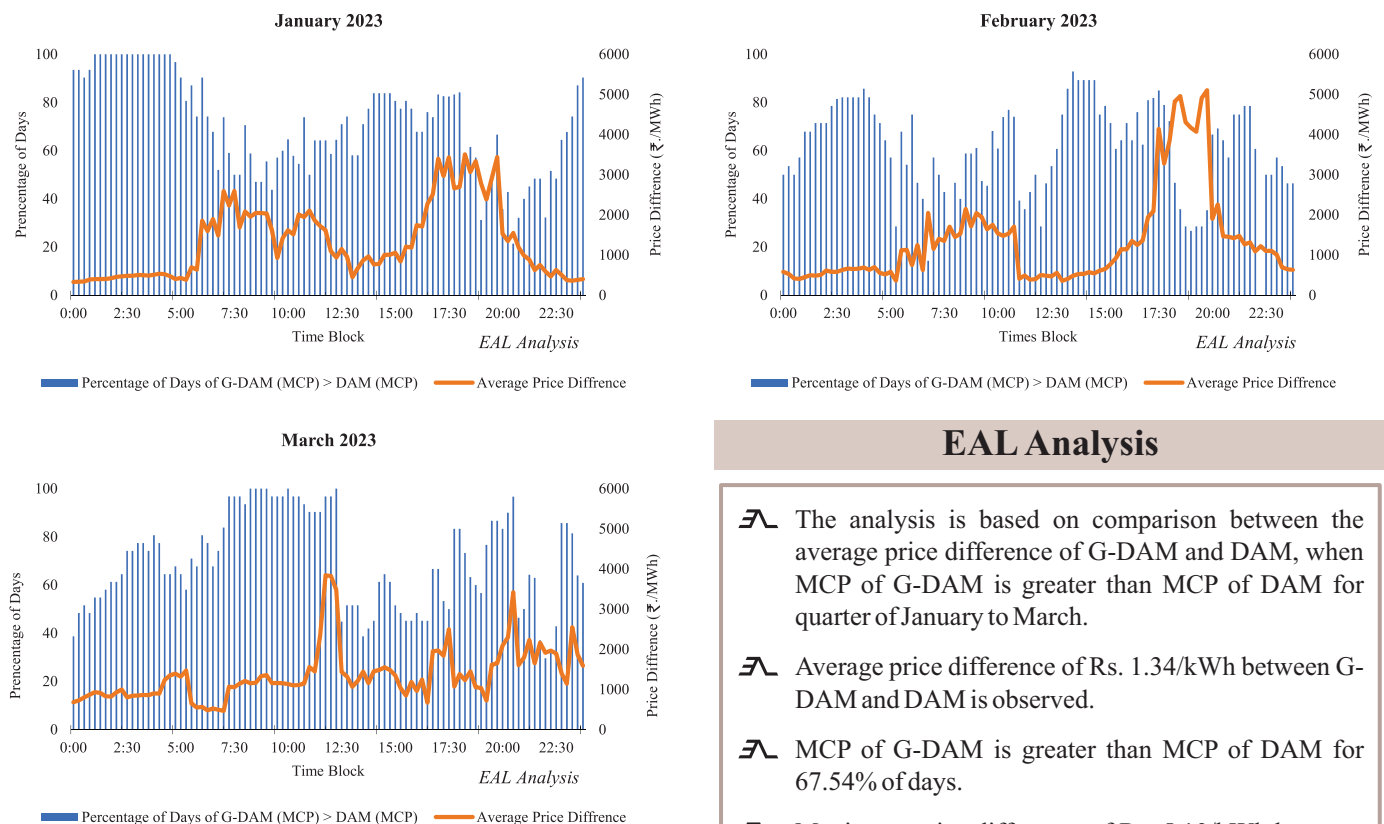 January 2023
100
80
60
40
20
0
Prencentage of Days
6000
5000
4000
3000
2000
1000
0
Price Diffrence (₹./MWh)
0:00 2:30 5:00 7:30 10:00 12:30 15:00 17:30 20:00 22:30
Time Block
EAL Analysis
Percentage of Days of G-DAM (MCP) > DAM (MCP) Average Price Diffrence
February 2023
100
80
60
40
20
0
Prencentage of Days
6000
5000
4000
3000
2000
1000
0
Price Diffrence (₹./MWh)
0:00 2:30 5:00 7:30 10:00 12:30 15:00 17:30 20:00 22:30
Times Block
EAL Analysis
Percentage of Days of G-DAM (MCP) > DAM (MCP) Average Price Diffrence
March 2023
100
80
60
40
20
0
Prencentage of Days
6000
5000
4000
3000
2000
1000
0
Price Diffrence (₹./MWh)
0:00 2:30 5:00 7:30 10:00 12:30 15:00 17:30 20:00 22:30
Time Block
EAL Analysis
Percentage of Days of G-DAM (MCP) > DAM (MCP) Average Price Diffrence
EAL Analysis
The analysis is based on comparison between the
average price difference of G-DAM and DAM, when
MCP of G-DAM is greater than MCP of DAM for
quarter of January to March.
Average price difference of Rs. 1.34/kWh between G-
DAM and DAM is observed.
MCP of G-DAM is greater than MCP of DAM for
67.54% of days.